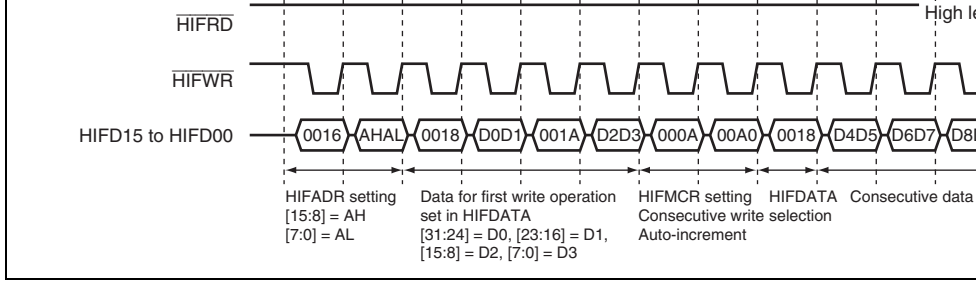 High le
HIFRD
HIFWR
HIFD15 to HIFD00 0016 AHAL 0018 D0D1 001A D2D3 000A 00A0 0018 D4D5 D6D7
HIFADR setting
[15:8] = AH
[7:0] = AL
Data for first write operation
set in HIFDATA
[31:24] = D0, [23:16] = D1,
[15:8] = D2, [7:0] = D3
HIFMCR setting
Consecutive write selection
Auto-increment
HIFDATA
Consecutive data